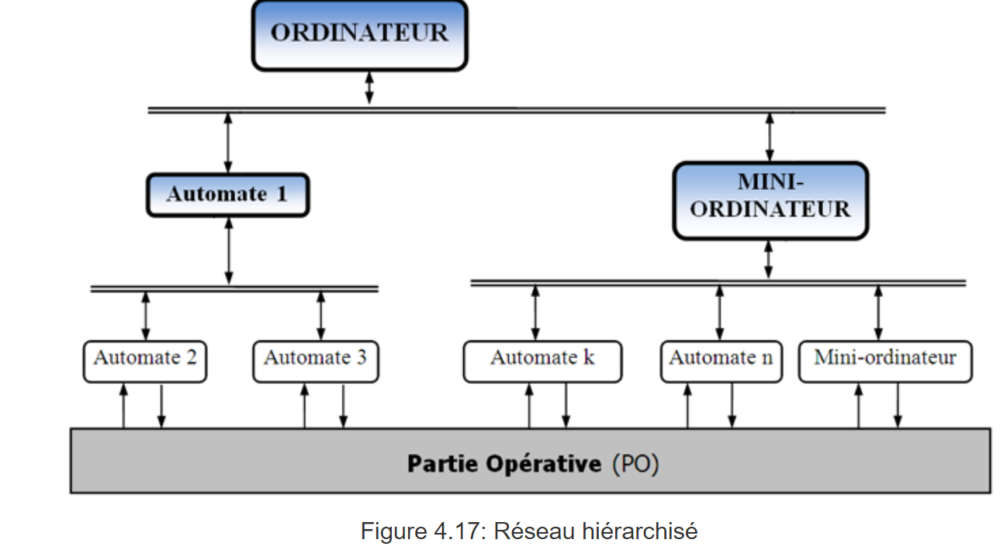 ORDINATEUR
Automate 1
MINI-
ORDINATEUR
Automate 2
Automate 3
Automate k
Automate n
Mini-ordinateur
Partie Opérative (PO)
Figure 4.17: Réseau hiérarchisé